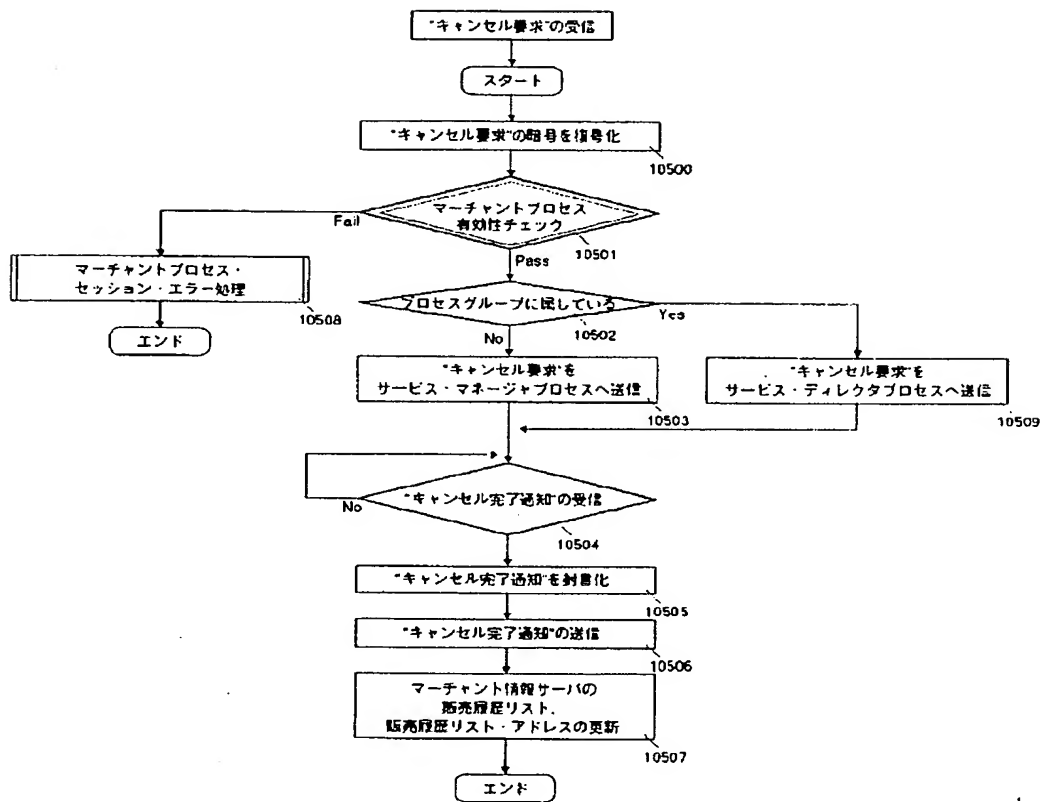 "キャンセル要求"の受信
スタート
"キャンセル要求"の暗号を復号化
10500
マーチャントプロセス
有効性チェック
10501
Fail
Pass
マーチャントプロセス・
セッション・エラー処理
10508
エンド
プロセスグループに属している
10502
Yes
No
"キャンセル要求"を
サービス・マネージャプロセスへ送信
10503
"キャンセル要求"を
サービス・ディレクタプロセスへ送信
10509
"キャンセル完了通知"の受信
No
10504
"キャンセル完了通知"を封書化
10505
"キャンセル完了通知"の送信
10506
マーチャント情報サーバの
販売履歴リスト、
販売履歴リスト・アドレスの更新
10507
エンド